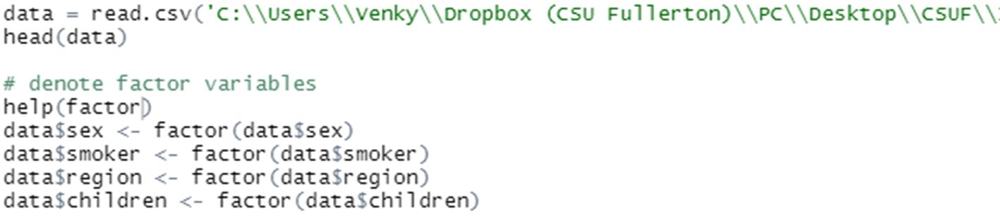 data = read.csv('C:\\Users\\Venky\\Dropbox (CSU Fullerton)\\PC\\Desktop\\CSUF\\
head(data)
# denote factor variables
help(factor)
data$sex <- factor(data$sex)
data$smoker <- factor(data$smoker)
data$region <- factor(data$region)
data$children <- factor(data$children)